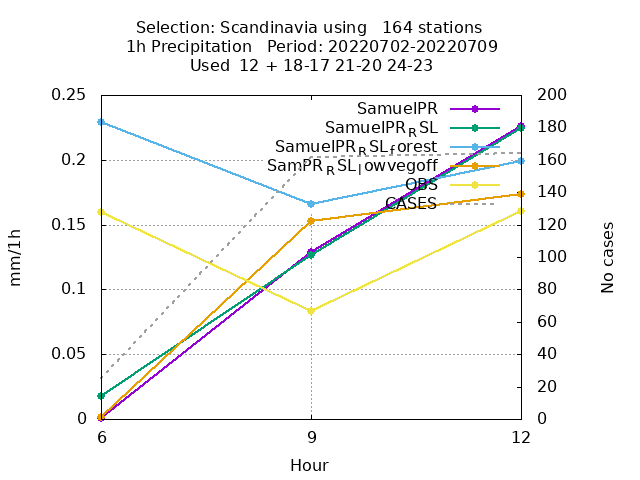 Selection: Scandinavia using   164 stations
1h Precipitation   Period: 20220702-20220709
Used  12 + 18-17 21-20 24-23
0.25
0.2
0.15
0.1
0.05
0
200
180
160
140
120
100
80
60
40
20
0
mm/1h
No cases
SamuelPR
SamuelPR_RSL
SamuelPR_RSL_forest
SamPR_RSL_lowvegoff
OBS
CASES
6
9
12
Hour